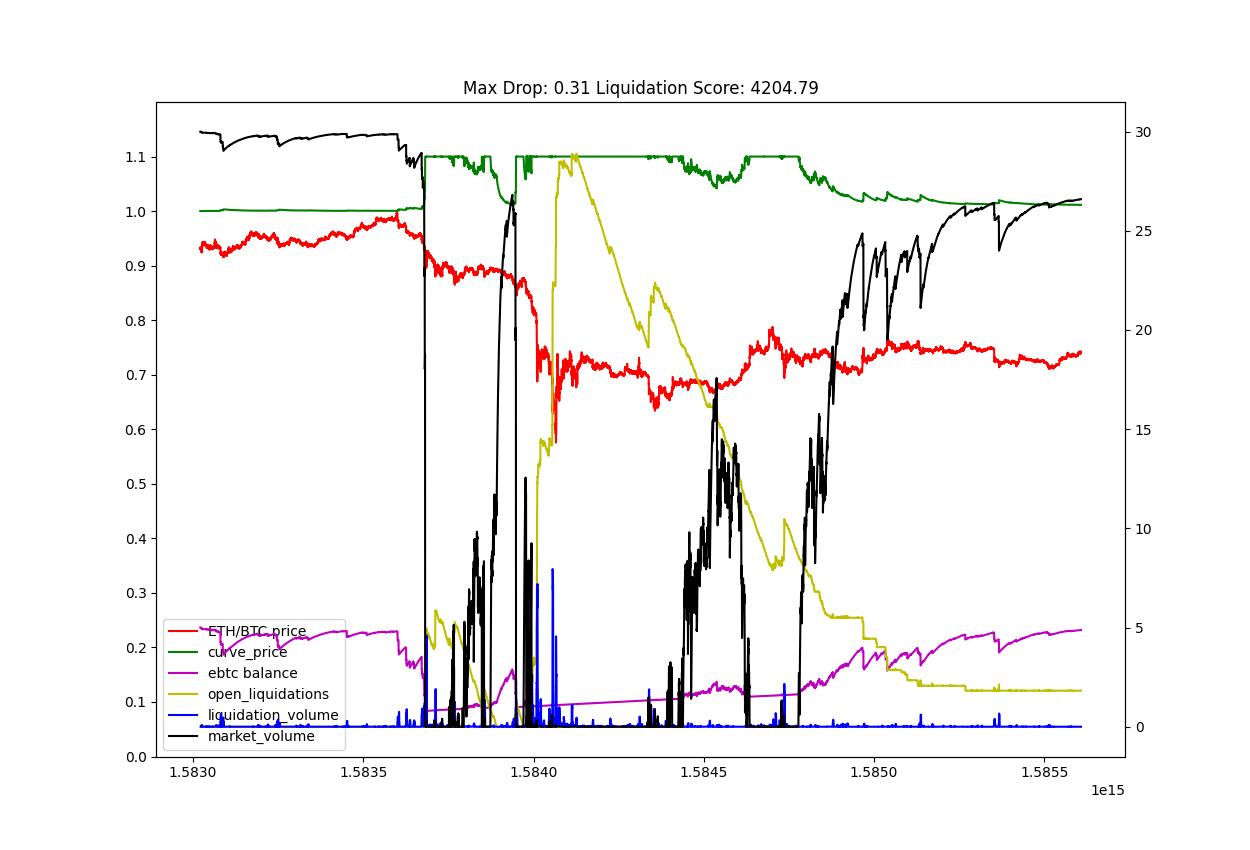 Max Drop: 0.31 Liquidation Score: 4204.79
1.1
1.0
0.9
0.8
0.7
0.6
0.5
0.4
0.3
0.2
0.1
0.0
30
25
20
15
10
5
0
ETH/BTC price
curve_price
ebtc balance
open_liquidations
liquidation_volume
market_volume
1.5830 1.5835 1.5840 1.5845 1.5850 1.5855
1e15